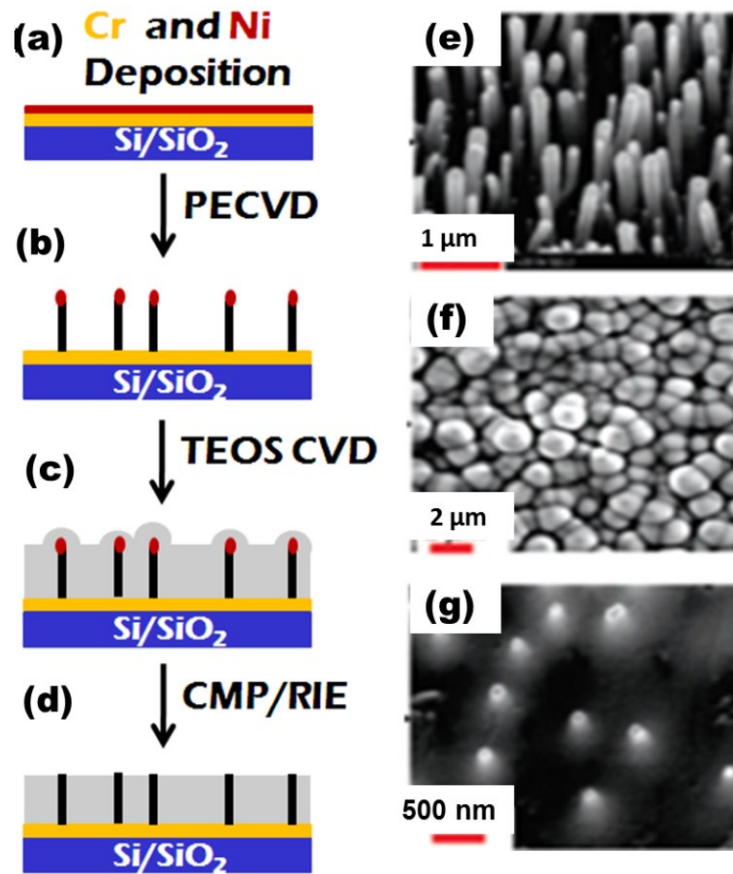 (a)
Cr and Ni
Deposition
Si/SiO₂
PECVD
(b)
Si/SiO₂
TEOS CVD
(c)
Si/SiO₂
CMP/RIE
(d)
Si/SiO₂
(e)
1 µm
(f)
2 µm
(g)
500 nm